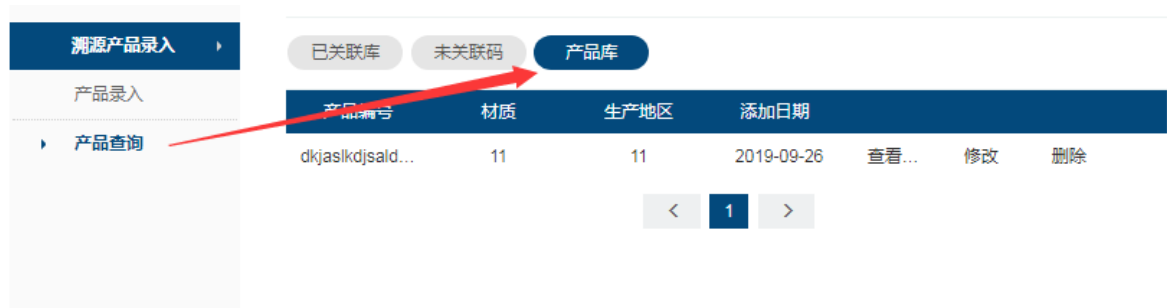 溯源产品录入
产品录入
产品查询
已关联库 未关联码 产品库
产品编号 材质 生产地区 添加日期
dkjaslkdjsald... 11 11 2019-09-26 查看... 修改 删除
< 1 >